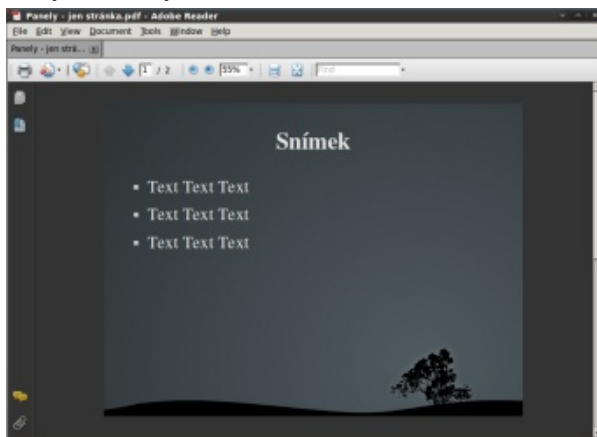 Panely - jen stránka.pdf - Adobe Reader
File Edit View Document Tools Window Help
Panely - jen strá...
1 / 2 55% Find
Snímek
▪ Text Text Text
▪ Text Text Text
▪ Text Text Text